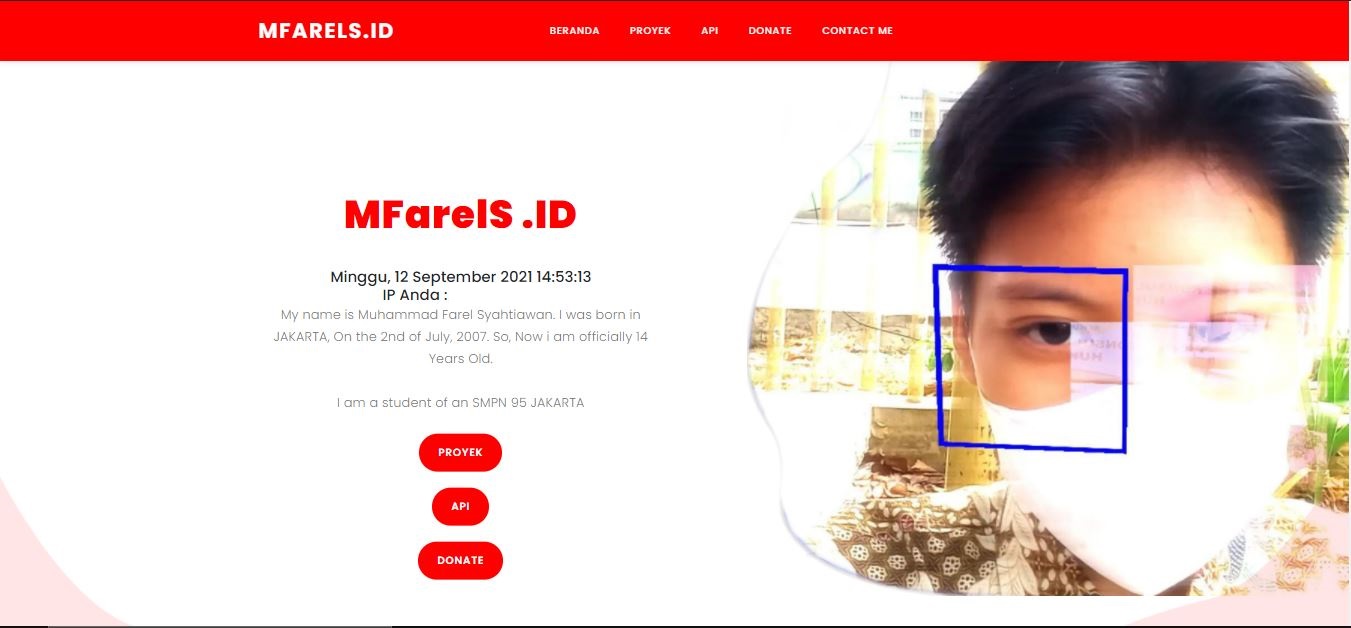 MFARELS.ID
BERANDA
PROYEK
API
DONATE
CONTACT ME
MFarelS .ID
Minggu, 12 September 2021 14:53:13
IP Anda :
My name is Muhammad Farel Syahtiawan. I was born in
JAKARTA, On the 2nd of July, 2007. So, Now i am officially 14
Years Old.
I am a student of an SMPN 95 JAKARTA
PROYEK
API
DONATE